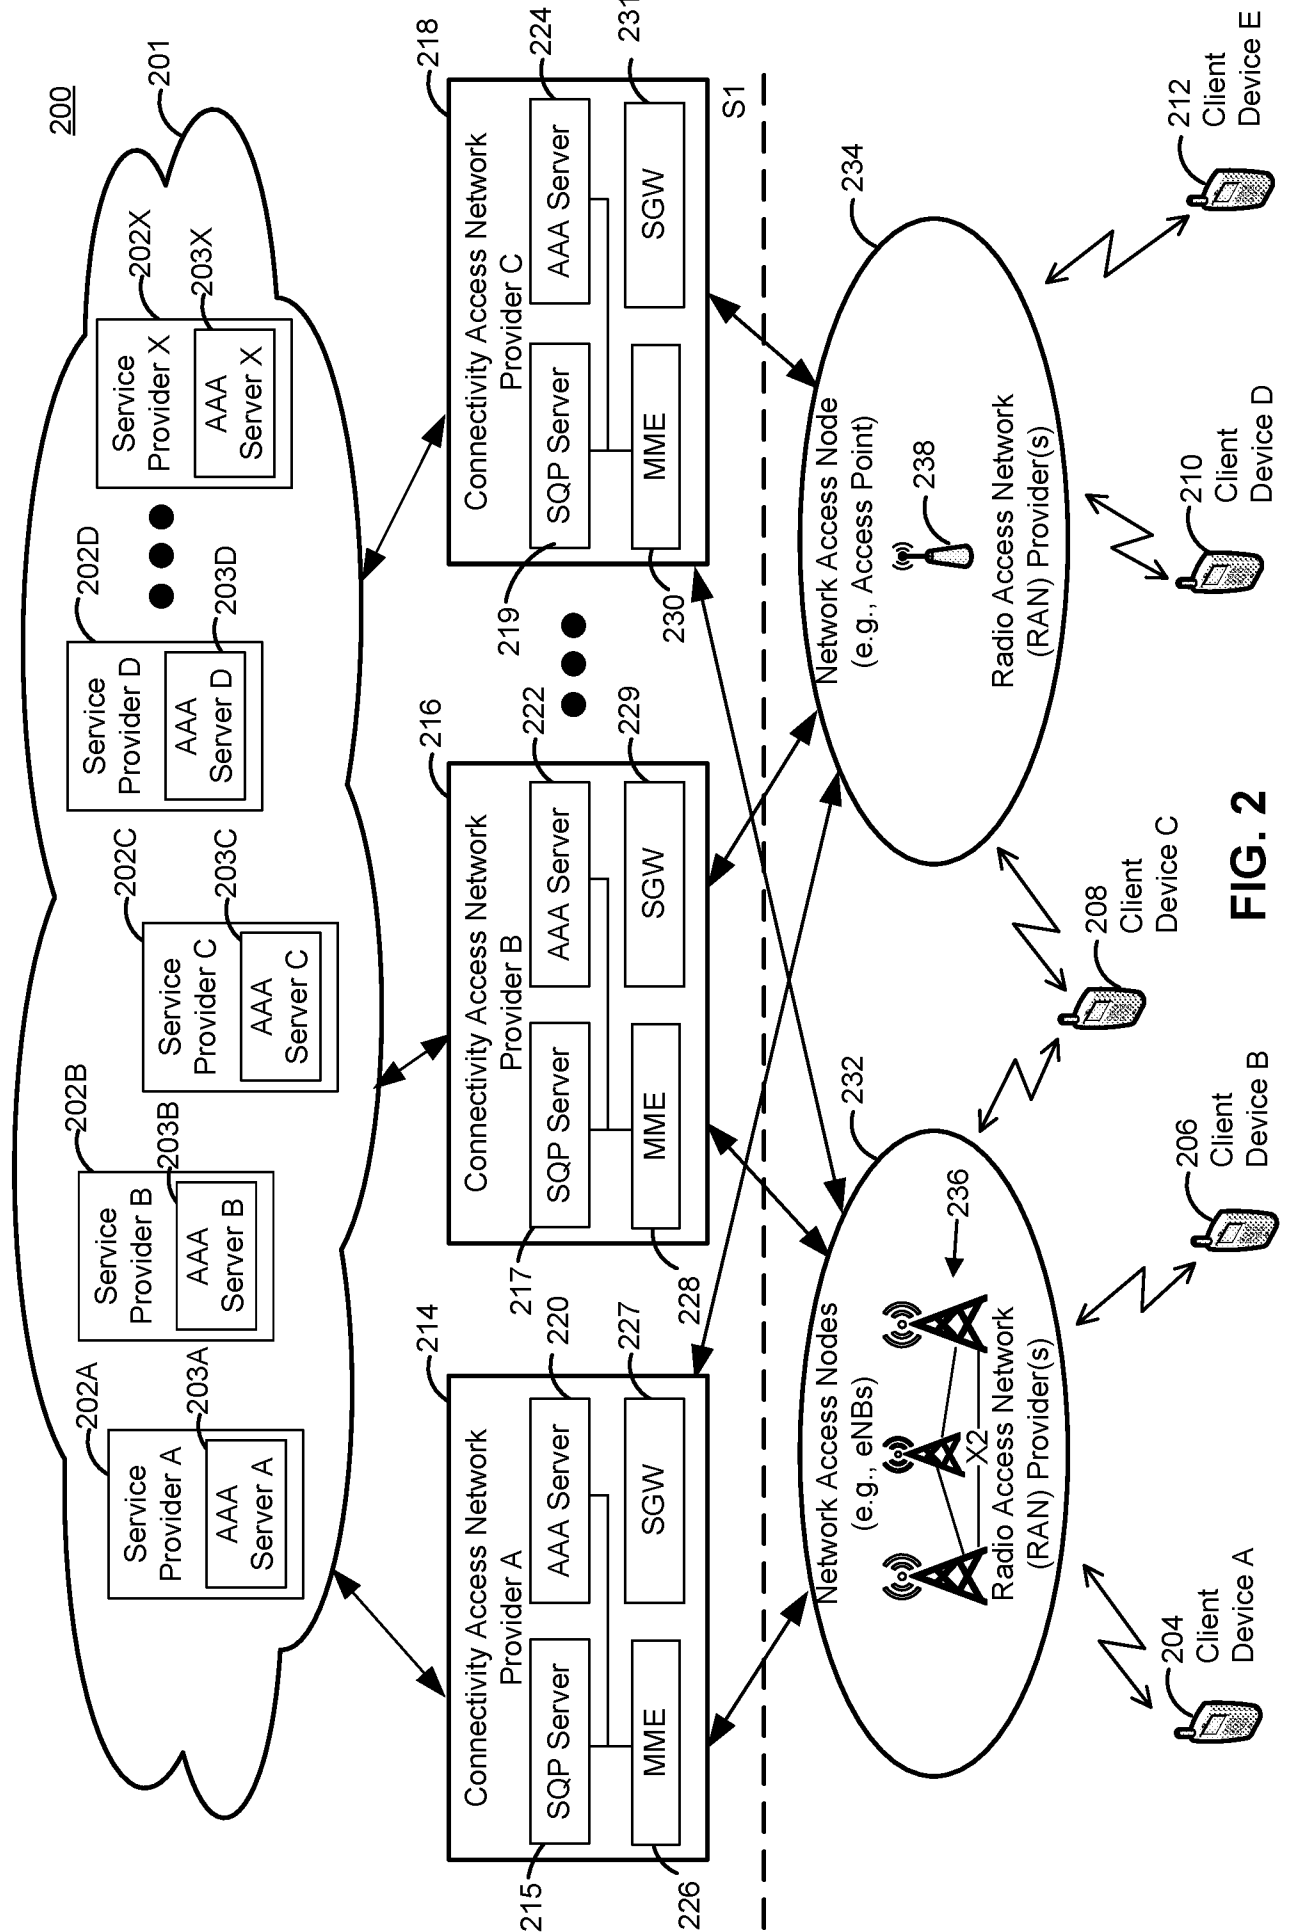 200
201
202A
Service
Provider A
203A
AAA
Server A
202B
Service
Provider B
203B
AAA
Server B
202C
Service
Provider C
203C
AAA
Server C
202D
Service
Provider D
203D
AAA
Server D
202X
Service
Provider X
203X
AAA
Server X
214
Connectivity Access Network
Provider A
SQP Server
AAA Server
MME
SGW
215
220
226
227
216
Connectivity Access Network
Provider B
SQP Server
AAA Server
MME
SGW
217
222
228
229
218
Connectivity Access Network
Provider C
SQP Server
AAA Server
MME
SGW
219
224
230
231
S1
232
Network Access Nodes
(e.g., eNBs)
236
X2
Radio Access Network
(RAN) Provider(s)
234
Network Access Node
(e.g., Access Point)
238
Radio Access Network
(RAN) Provider(s)
204
Client
Device A
206
Client
Device B
208
Client
Device C
210
Client
Device D
212
Client
Device E
FIG. 2